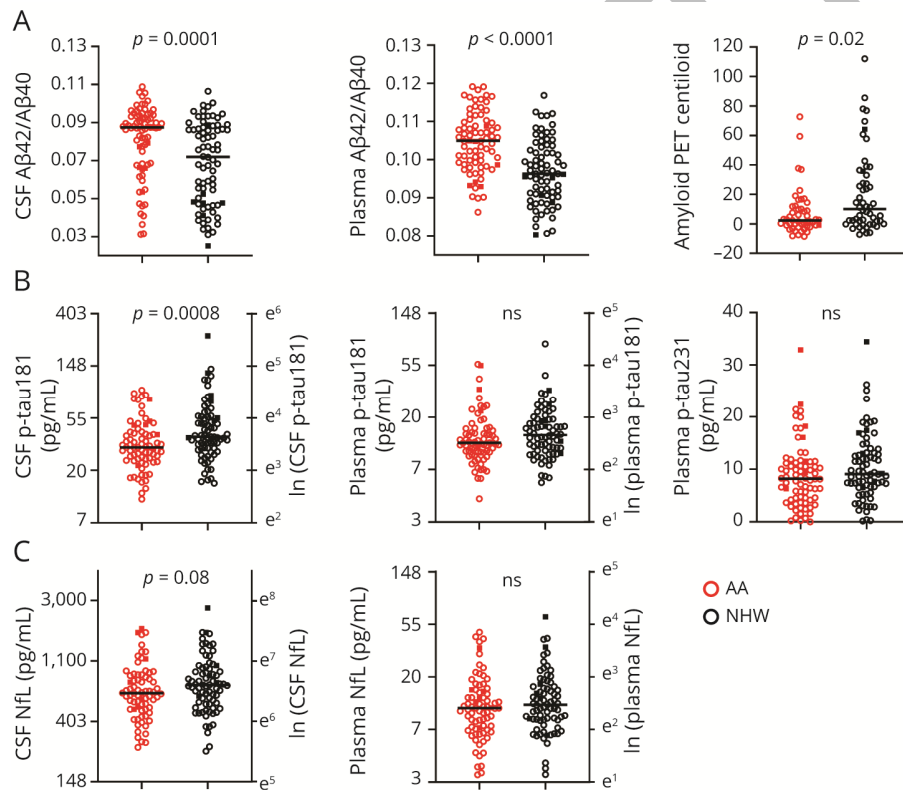 A
p = 0.0001
CSF Aβ42/Aβ40
0.13
0.11
0.09
0.07
0.05
0.03
p < 0.0001
Plasma Aβ42/Aβ40
0.13
0.12
0.11
0.10
0.09
0.08
p = 0.02
Amyloid PET centiloid
120
100
80
60
40
20
0
–20
B
p = 0.0008
CSF p-tau181
(pg/mL)
403
148
55
20
7
e6
e5
e4
e3
e2
ln (CSF p-tau181)
ns
Plasma p-tau181
(pg/mL)
148
55
20
7
3
e5
e4
e3
e2
e1
ln (plasma p-tau181)
ns
Plasma p-tau231
(pg/mL)
40
30
20
10
0
C
p = 0.08
CSF NfL (pg/mL)
3,000
1,100
403
148
e8
e7
e6
e5
ln (CSF NfL)
ns
Plasma NfL (pg/mL)
148
55
20
7
3
e5
e4
e3
e2
e1
ln (plasma NfL)
AA
NHW